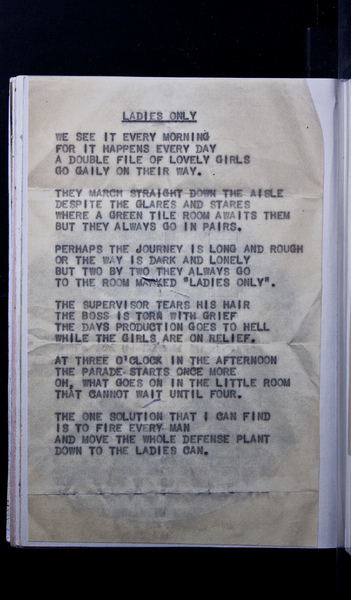 LADIES ONLY
WE SEE IT EVERY MORNING
FOR IT HAPPENS EVERY DAY
A DOUBLE FILE OF LOVELY GIRLS
GO GAILY ON THEIR WAY.
THEY MARCH STRAIGHT DOWN THE AISLE
DESPITE THE GLARES AND STARES
WHERE A GREEN TILE ROOM AWAITS THEM
BUT THEY ALWAYS GO IN PAIRS.
PERHAPS THE JOURNEY IS LONG AND ROUGH
OR THE WAY IS DARK AND LONELY
BUT TWO BY TWO THEY ALWAYS GO
TO THE ROOM MARKED "LADIES ONLY".
THE SUPERVISOR TEARS HIS HAIR
THE BOSS IS TORN WITH GRIEF
THE DAYS PRODUCTION GOES TO HELL
WHILE THE GIRLS ARE ON RELIEF.
AT THREE O'CLOCK IN THE AFTERNOON
THE PARADE STARTS ONCE MORE
OH, WHAT GOES ON IN THE LITTLE ROOM
THAT CANNOT WAIT UNTIL FOUR.
THE ONE SOLUTION THAT I CAN FIND
IS TO FIRE EVERY MAN
AND MOVE THE WHOLE DEFENSE PLANT
DOWN TO THE LADIES CAN.